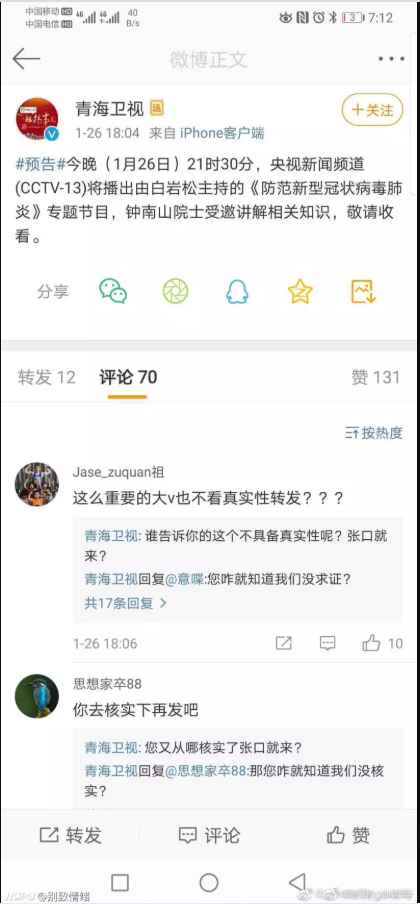 中国移动 HD 4G 4G 40
中国电信 HD B/s
3 7:12
微博正文
青海卫视
+关注
1-26 18:04 来自 iPhone客户端
#预告#今晚（1月26日）21时30分，央视新闻频道
(CCTV-13)将播出由白岩松主持的《防范新型冠状病毒肺
炎》专题节目，钟南山院士受邀讲解相关知识，敬请收
看。
分享
转发 12 评论 70 赞 131
按热度
Jase_zuquan祖
这么重要的大v也不看真实性转发？？？
青海卫视: 谁告诉你的这个不具备真实性呢？张口就
来？
青海卫视回复@意喋:您咋就知道我们没求证？
共17条回复 >
1-26 18:06 10
思想家卒88
你去核实下再发吧
青海卫视: 您又从哪核实了张口就来？
青海卫视回复@思想家卒88:那您咋就知道我们没核
实？
转发 评论 赞
HUPU @别致情绪